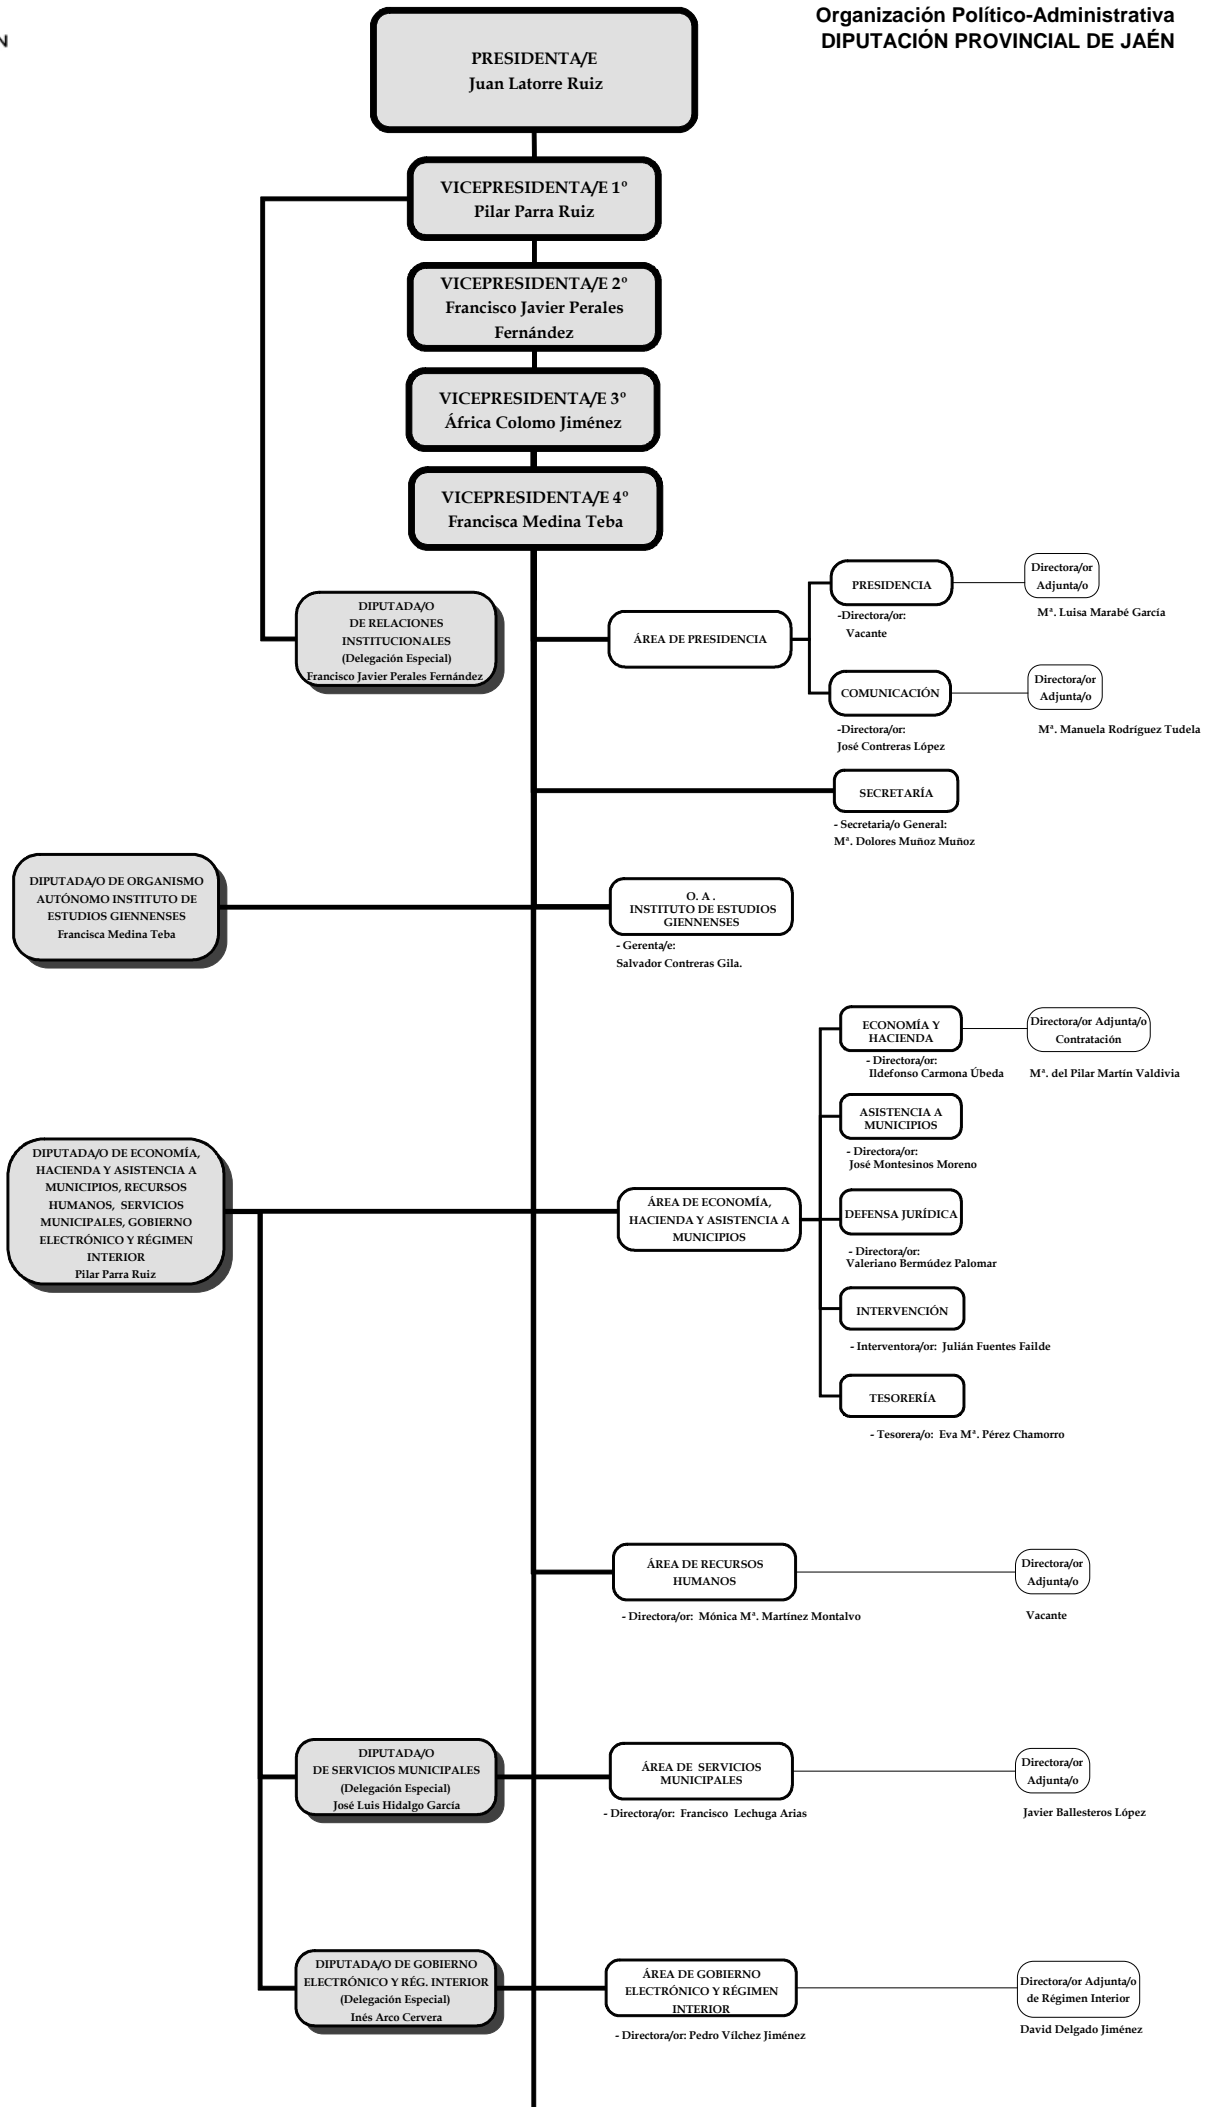 Organización Político-Administrativa
DIPUTACIÓN PROVINCIAL DE JAÉN
N
PRESIDENTA/E
Juan Latorre Ruiz
VICEPRESIDENTA/E 1º
Pilar Parra Ruiz
VICEPRESIDENTA/E 2º
Francisco Javier Perales
Fernández
VICEPRESIDENTA/E 3º
África Colomo Jiménez
VICEPRESIDENTA/E 4º
Francisca Medina Teba
DIPUTADA/O
DE RELACIONES
INSTITUCIONALES
(Delegación Especial)
Francisco Javier Perales Fernández
ÁREA DE PRESIDENCIA
PRESIDENCIA
-Directora/or:
Vacante
Directora/or
Adjunta/o
Mª. Luisa Marabé García
COMUNICACIÓN
-Directora/or:
José Contreras López
Directora/or
Adjunta/o
Mª. Manuela Rodríguez Tudela
SECRETARÍA
- Secretaria/o General:
Mª. Dolores Muñoz Muñoz
DIPUTADA/O DE ORGANISMO
AUTÓNOMO INSTITUTO DE
ESTUDIOS GIENNENSES
Francisca Medina Teba
O. A .
INSTITUTO DE ESTUDIOS
GIENNENSES
- Gerenta/e:
Salvador Contreras Gila.
DIPUTADA/O DE ECONOMÍA,
HACIENDA Y ASISTENCIA A
MUNICIPIOS, RECURSOS
HUMANOS, SERVICIOS
MUNICIPALES, GOBIERNO
ELECTRÓNICO Y RÉGIMEN
INTERIOR
Pilar Parra Ruiz
ÁREA DE ECONOMÍA,
HACIENDA Y ASISTENCIA A
MUNICIPIOS
ECONOMÍA Y
HACIENDA
- Directora/or:
Ildefonso Carmona Úbeda
Directora/or Adjunta/o
Contratación
Mª. del Pilar Martín Valdivia
ASISTENCIA A
MUNICIPIOS
- Directora/or:
José Montesinos Moreno
DEFENSA JURÍDICA
- Directora/or:
Valeriano Bermúdez Palomar
INTERVENCIÓN
- Interventora/or: Julián Fuentes Failde
TESORERÍA
- Tesorera/o: Eva Mª. Pérez Chamorro
ÁREA DE RECURSOS
HUMANOS
- Directora/or: Mónica Mª. Martínez Montalvo
Directora/or
Adjunta/o
Vacante
DIPUTADA/O
DE SERVICIOS MUNICIPALES
(Delegación Especial)
José Luis Hidalgo García
ÁREA DE SERVICIOS
MUNICIPALES
- Directora/or: Francisco Lechuga Arias
Directora/or
Adjunta/o
Javier Ballesteros López
DIPUTADA/O DE GOBIERNO
ELECTRÓNICO Y RÉG. INTERIOR
(Delegación Especial)
Inés Arco Cervera
ÁREA DE GOBIERNO
ELECTRÓNICO Y RÉGIMEN
INTERIOR
- Directora/or: Pedro Vílchez Jiménez
Directora/or Adjunta/o
de Régimen Interior
David Delgado Jiménez